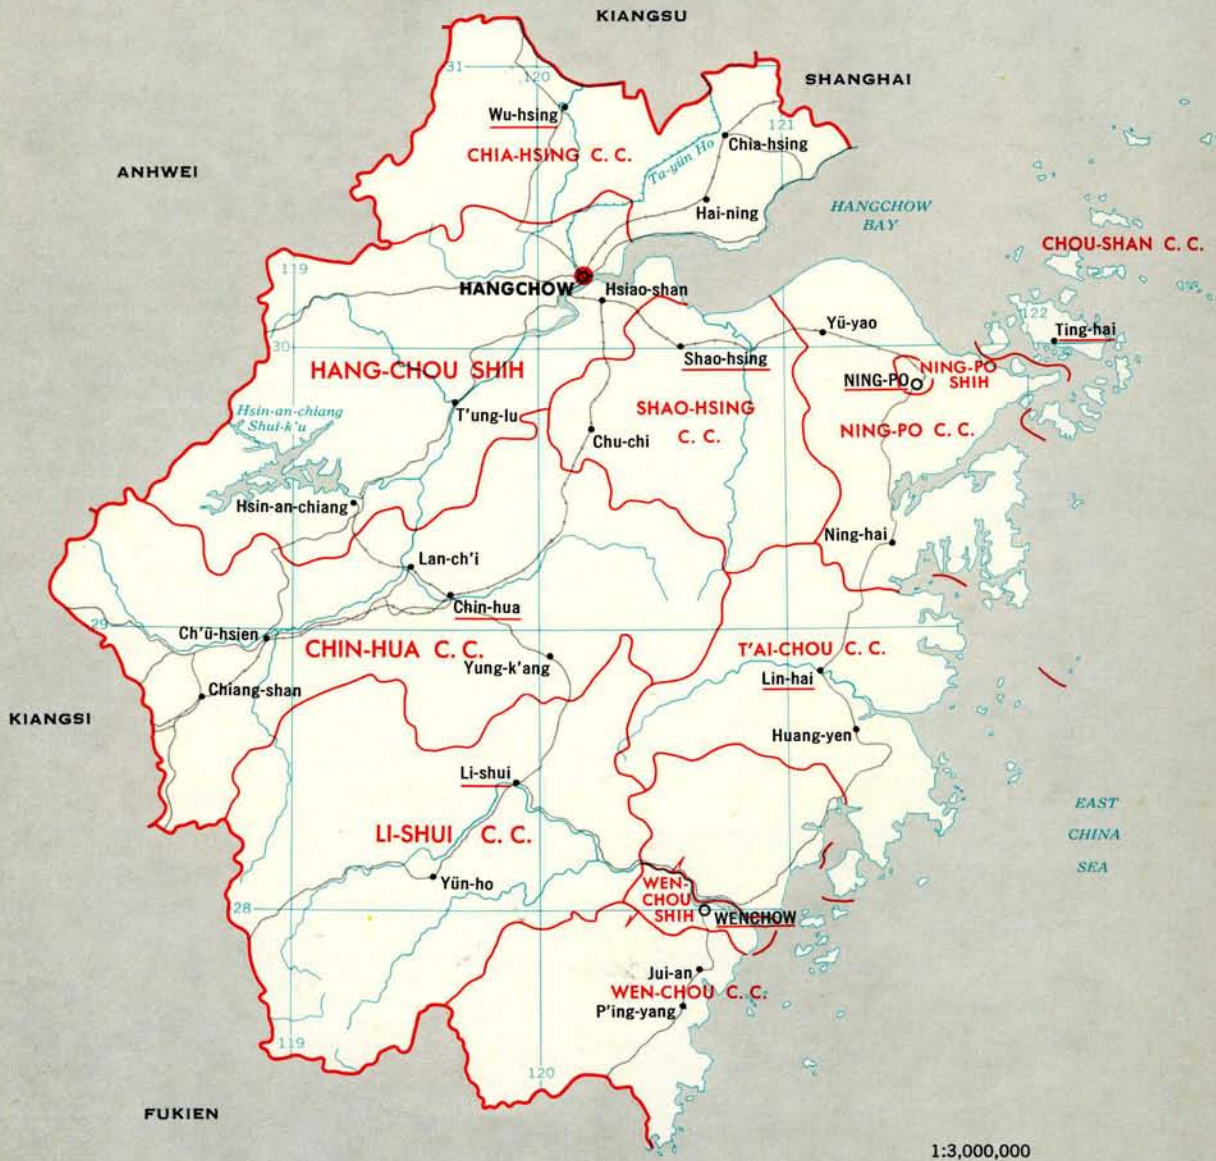 KIANGSU
31
120
SHANGHAI
Wu-hsing
121
CHIA-HSING C. C.
Ta-yün Ho
Chia-hsing
ANHWEI
Hai-ning
HANGCHOW
BAY
CHOU-SHAN C. C.
119
HANGCHOW
Hsiao-shan
122
Ting-hai
Yü-yao
30
Shao-hsing
HANG-CHOU SHIH
NING-PO
SHIH
NING-PO
Hsin-an-chiang
Shui-k'u
T'ung-lu
SHAO-HSING
C. C.
NING-PO C. C.
Chu-chi
Hsin-an-chiang
Ning-hai
Lan-ch'i
Chin-hua
29
Ch'ü-hsien
CHIN-HUA C. C.
Yung-k'ang
T'AI-CHOU C. C.
Lin-hai
Chiang-shan
KIANGSI
Huang-yen
Li-shui
EAST
CHINA
SEA
LI-SHUI C. C.
Yün-ho
WEN-
CHOU
SHIH
28
WENCHOW
Jui-an
WEN-CHOU C. C.
P'ing-yang
119
120
FUKIEN
1:3,000,000